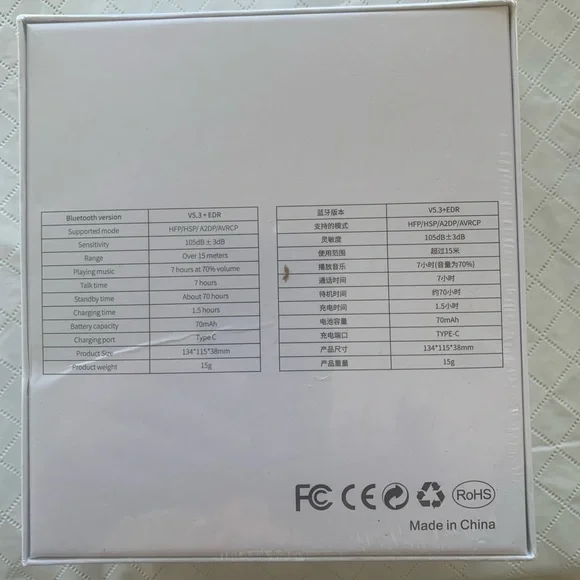 Bluetooth version V5.3 + EDR
Supported mode HFP/HSP/ A2DP/AVRCP
Sensitivity 105dB± 3dB
Range Over 15 meters
Playing music 7 hours at 70% volume
Talk time 7 hours
Standby time About 70 hours
Charging time 1.5 hours
Battery capacity 70mAh
Charging port Type C
Product Size 134*115*38mm
Product weight 15g
蓝牙版本 V5.3+EDR
支持的模式 HFP/HSP/ A2DP/AVRCP
灵敏度 105dB±3dB
使用范围 超过15米
播放音乐 7小时(音量为70%)
通话时间 7小时
待机时间 约70小时
充电时间 1.5小时
电池容量 70mAh
充电端口 TYPE-C
产品尺寸 134*115*38mm
产品重量 15g
FC CE RoHS
Made in China